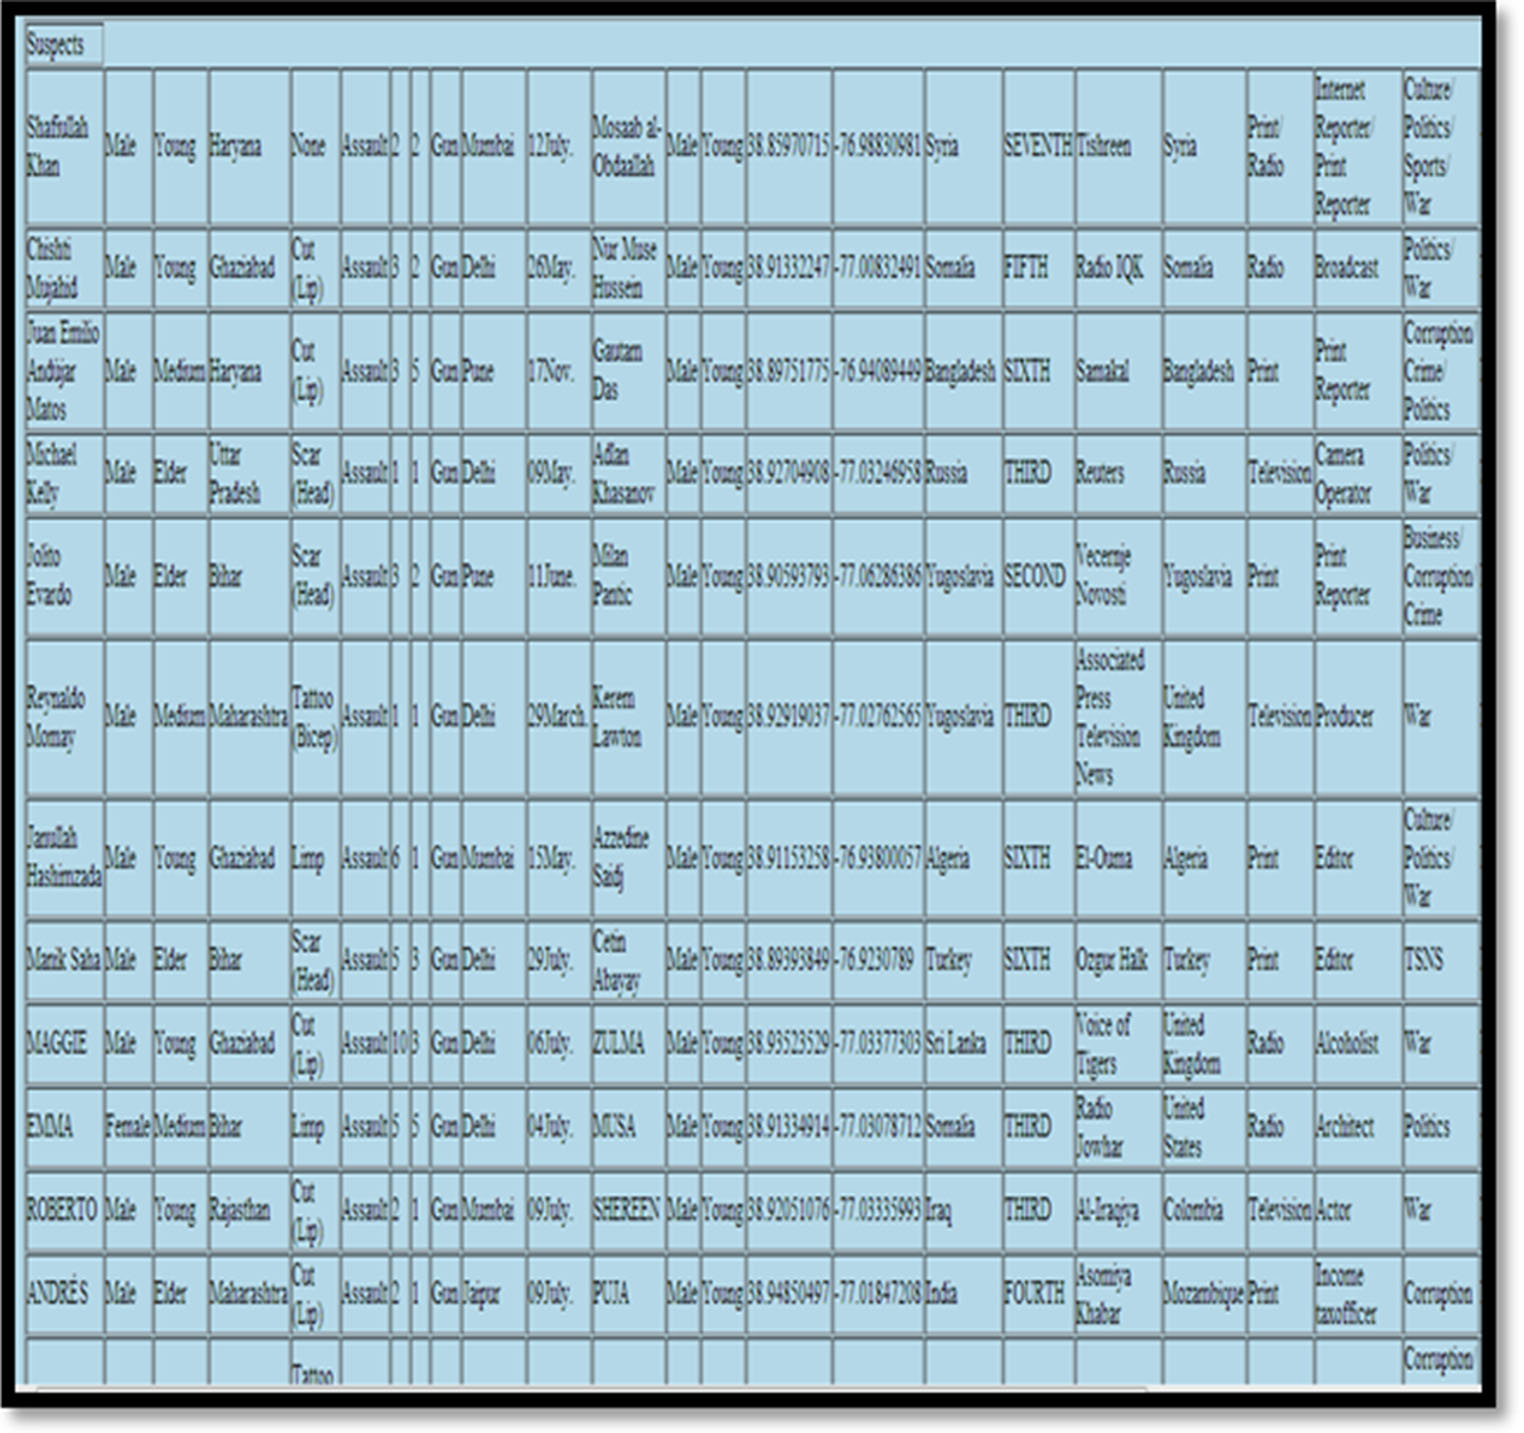 Suspects
Shafiullah Khan Male Young Haryana None Assault 2 2 Gun Mumbai 12July. Mosaab al-Obdaallah Male Young 38.85970715 -76.98830981 Syria SEVENTH Tishreen Syria Print/ Radio Internet Reporter/ Print Reporter Culture/ Politics/ Sports/ War
Chishti Mujahid Male Young Ghaziabad Cut (Lip) Assault 3 2 Gun Delhi 26May. Nur Muse Hussein Male Young 38.91332247 -77.00832491 Somalia FIFTH Radio IQK Somalia Radio Broadcast Politics/ War
Juan Emilio Andújar Matos Male Medium Haryana Cut (Lip) Assault 3 5 Gun Pune 17Nov. Gautam Das Male Young 38.89751775 -76.94089449 Bangladesh SIXTH Samakal Bangladesh Print Print Reporter Corruption/ Crime/ Politics
Michael Kelly Male Elder Uttar Pradesh Scar (Head) Assault 1 1 Gun Delhi 09May. Adlan Khasanov Male Young 38.92704908 -77.03246958 Russia THIRD Reuters Russia Television Camera Operator Politics/ War
Jolito Evardo Male Elder Bihar Scar (Head) Assault 3 2 Gun Pune 11June. Milan Pantic Male Young 38.90593793 -77.06286386 Yugoslavia SECOND Vecernje Novosti Yugoslavia Print Print Reporter Business/ Corruption/ Crime
Reynaldo Momay Male Medium Maharashtra Tattoo (Bicep) Assault 1 1 Gun Delhi 29March. Kerem Lawton Male Young 38.92919037 -77.02762565 Yugoslavia THIRD Associated Press Television News United Kingdom Television Producer War
Janullah Hashimzada Male Young Ghaziabad Limp Assault 6 1 Gun Mumbai 15May. Azzedine Saidj Male Young 38.91153258 -76.93800057 Algeria SIXTH El-Ouma Algeria Print Editor Culture/ Politics/ War
Manik Saha Male Elder Bihar Scar (Head) Assault 5 3 Gun Delhi 29July. Cetin Abayay Male Young 38.89393849 -76.9230789 Turkey SIXTH Ozgur Halk Turkey Print Editor TSNS
MAGGIE Male Young Ghaziabad Cut (Lip) Assault 10 3 Gun Delhi 06July. ZULMA Male Young 38.93523529 -77.03377303 Sri Lanka THIRD Voice of Tigers United Kingdom Radio Alcoholist War
EMMA Female Medium Bihar Limp Assault 5 5 Gun Delhi 04July. MUSA Male Young 38.91334914 -77.03078712 Somalia THIRD Radio Jowhar United States Radio Architect Politics
ROBERTO Male Young Rajasthan Cut (Lip) Assault 2 1 Gun Mumbai 09July. SHEREEN Male Young 38.92051076 -77.03335993 Iraq THIRD Al-Iraqiya Colombia Television Actor War
ANDRÉS Male Elder Maharashtra Cut (Lip) Assault 2 1 Gun Jaipur 09July. PUJA Male Young 38.94850497 -77.01847208 India FOURTH Asomiya Khabar Mozambique Print Income taxofficer Corruption
Tattoo Corruption/